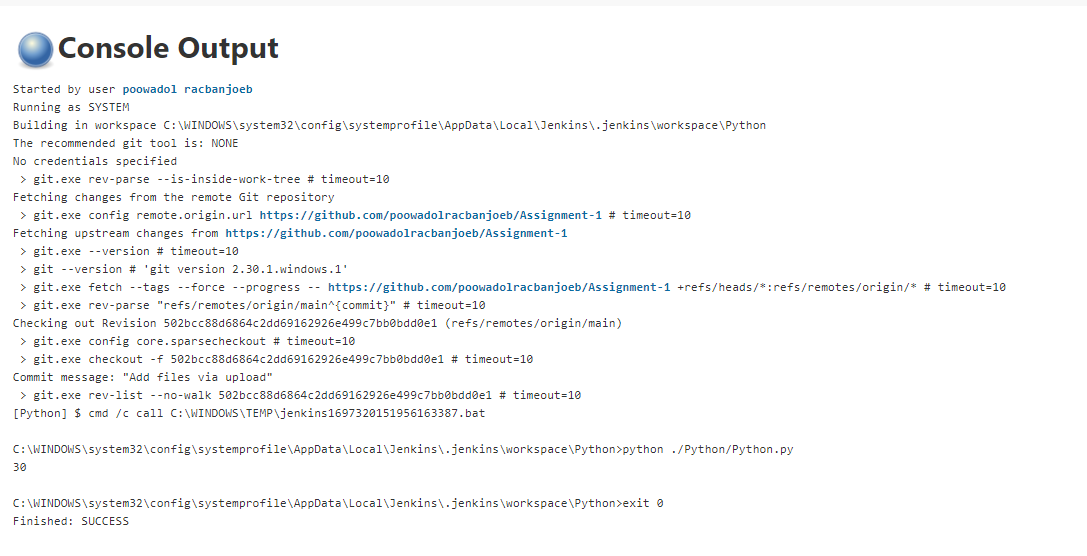 Console Output
Started by user poowadol racbanjoeb
Running as SYSTEM
Building in workspace C:\WINDOWS\system32\config\systemprofile\AppData\Local\Jenkins\.jenkins\workspace\Python
The recommended git tool is: NONE
No credentials specified
 > git.exe rev-parse --is-inside-work-tree # timeout=10
Fetching changes from the remote Git repository
 > git.exe config remote.origin.url https://github.com/poowadolracbanjoeb/Assignment-1 # timeout=10
Fetching upstream changes from https://github.com/poowadolracbanjoeb/Assignment-1
 > git.exe --version # timeout=10
 > git --version # 'git version 2.30.1.windows.1'
 > git.exe fetch --tags --force --progress -- https://github.com/poowadolracbanjoeb/Assignment-1 +refs/heads/*:refs/remotes/origin/* # timeout=10
 > git.exe rev-parse "refs/remotes/origin/main^{commit}" # timeout=10
Checking out Revision 502bcc88d6864c2dd69162926e499c7bb0bdd0e1 (refs/remotes/origin/main)
 > git.exe config core.sparsecheckout # timeout=10
 > git.exe checkout -f 502bcc88d6864c2dd69162926e499c7bb0bdd0e1 # timeout=10
Commit message: "Add files via upload"
 > git.exe rev-list --no-walk 502bcc88d6864c2dd69162926e499c7bb0bdd0e1 # timeout=10
[Python] $ cmd /c call C:\WINDOWS\TEMP\jenkins1697320151956163387.bat

C:\WINDOWS\system32\config\systemprofile\AppData\Local\Jenkins\.jenkins\workspace\Python>python ./Python/Python.py
30

C:\WINDOWS\system32\config\systemprofile\AppData\Local\Jenkins\.jenkins\workspace\Python>exit 0
Finished: SUCCESS